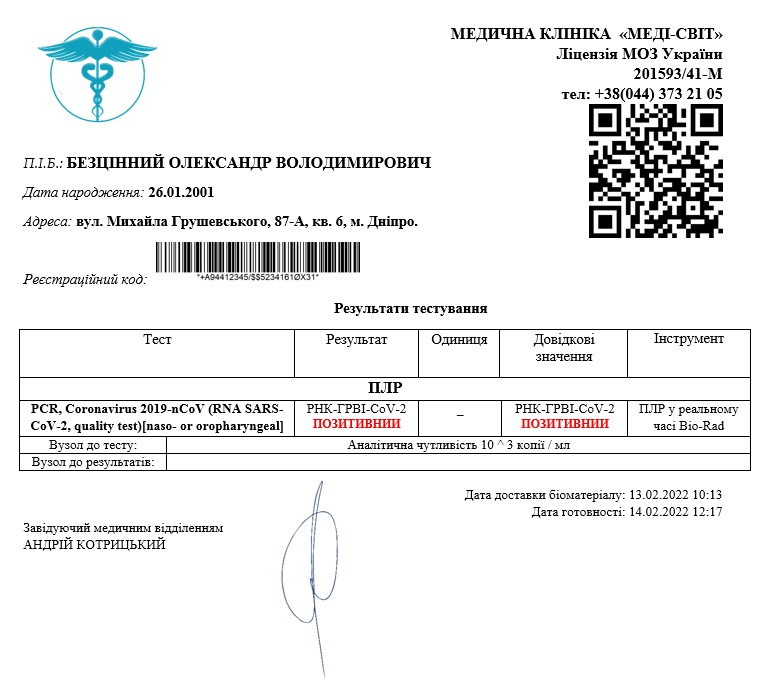 МЕДИЧНА КЛІНІКА «МЕДІ-СВІТ»
Ліцензія МОЗ України
201593/41-М
тел: +38(044) 373 21 05
П.І.Б.: БЕЗЦІННИЙ ОЛЕКСАНДР ВОЛОДИМИРОВИЧ
Дата народження: 26.01.2001
Адреса: вул. Михайла Грушевського, 87-А, кв. 6, м. Дніпро.
Реєстраційний код:
*+A94412345/$$5234161ØX31*
Результати тестування
Тест Результат Одиниця Довідкові значення Інструмент
ПЛР
PCR, Coronavirus 2019-nCoV (RNA SARS-CoV-2, quality test)[naso- or oropharyngeal] РНК-ГРВІ-CoV-2 ПОЗИТИВНИИ – РНК-ГРВІ-CoV-2 ПОЗИТИВНИИ ПЛР у реальному часі Bio-Rad
Вузол до тесту: Аналітична чутливість 10 ^ 3 копії / мл
Вузол до результатів:
Дата доставки біоматеріалу: 13.02.2022 10:13
Дата готовності: 14.02.2022 12:17
Завідуючий медичним відділенням
АНДРІЙ КОТРИЦЬКИЙ